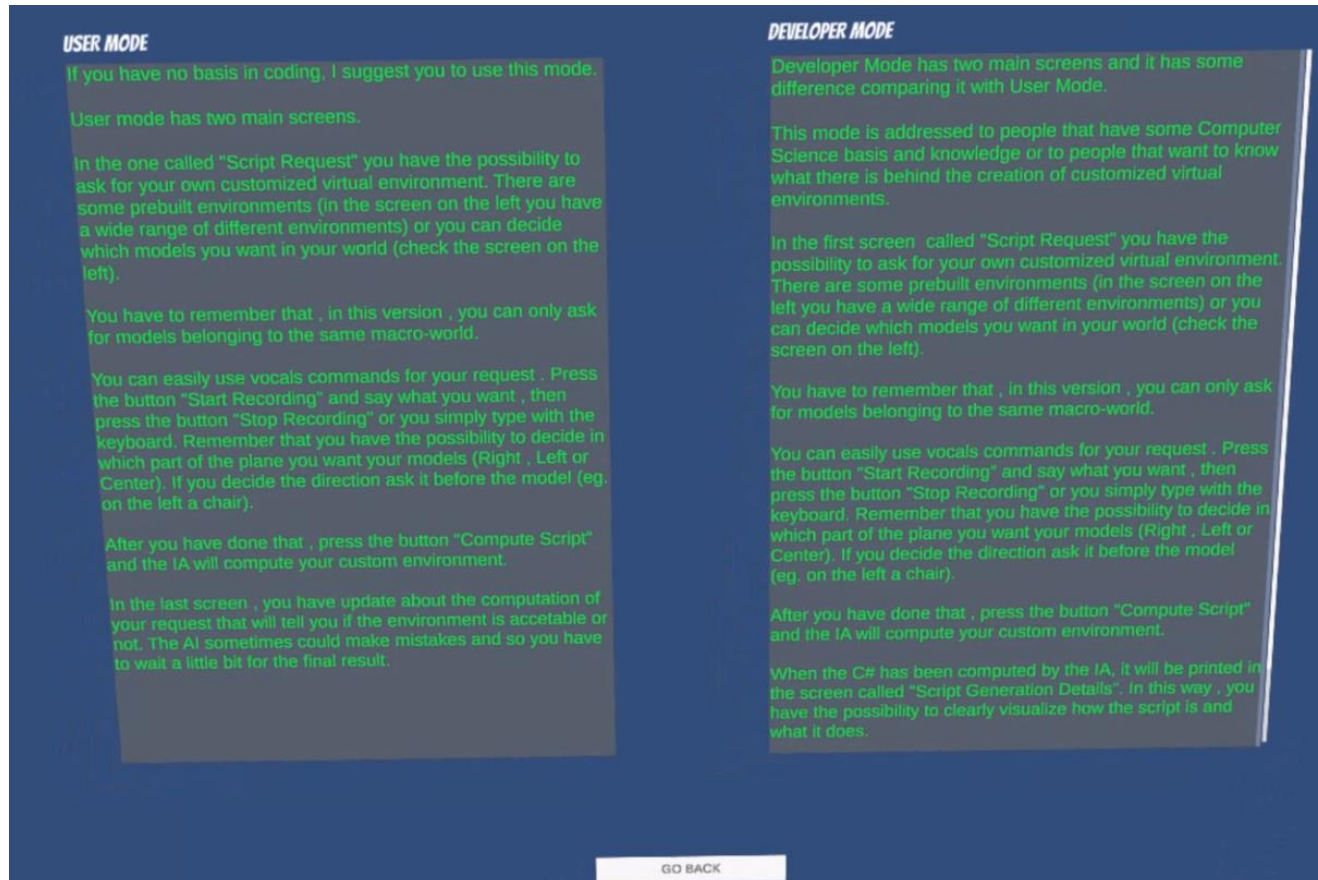 USER MODE
If you have no basis in coding, I suggest you to use this mode.
User mode has two main screens.
In the one called "Script Request" you have the possibility to
ask for your own customized virtual environment. There are
some prebuilt environments (in the screen on the left you have
a wide range of different environments) or you can decide
which models you want in your world (check the screen on the
left).
You have to remember that , in this version , you can only ask
for models belonging to the same macro-world.
You can easily use vocals commands for your request . Press
the button "Start Recording" and say what you want , then
press the button "Stop Recording" or you simply type with the
keyboard. Remember that you have the possibility to decide in
which part of the plane you want your models (Right , Left or
Center). If you decide the direction ask it before the model (eg.
on the left a chair).
After you have done that , press the button "Compute Script"
and the IA will compute your custom environment.
In the last screen , you have update about the computation of
your request that will tell you if the environment is accetable or
not. The AI sometimes could make mistakes and so you have
to wait a little bit for the final result.
DEVELOPER MODE
Developer Mode has two main screens and it has some
difference comparing it with User Mode.
This mode is addressed to people that have some Computer
Science basis and knowledge or to people that want to know
what there is behind the creation of customized virtual
environments.
In the first screen called "Script Request" you have the
possibility to ask for your own customized virtual environment.
There are some prebuilt environments (in the screen on the
left you have a wide range of different environments) or you
can decide which models you want in your world (check the
screen on the left).
You have to remember that , in this version , you can only ask
for models belonging to the same macro-world.
You can easily use vocals commands for your request . Press
the button "Start Recording" and say what you want , then
press the button "Stop Recording" or you simply type with the
keyboard. Remember that you have the possibility to decide in
which part of the plane you want your models (Right , Left or
Center). If you decide the direction ask it before the model
(eg. on the left a chair).
After you have done that , press the button "Compute Script"
and the IA will compute your custom environment.
When the C# has been computed by the IA, it will be printed in
the screen called "Script Generation Details". In this way , you
have the possibility to clearly visualize how the script is and
what it does.
GO BACK